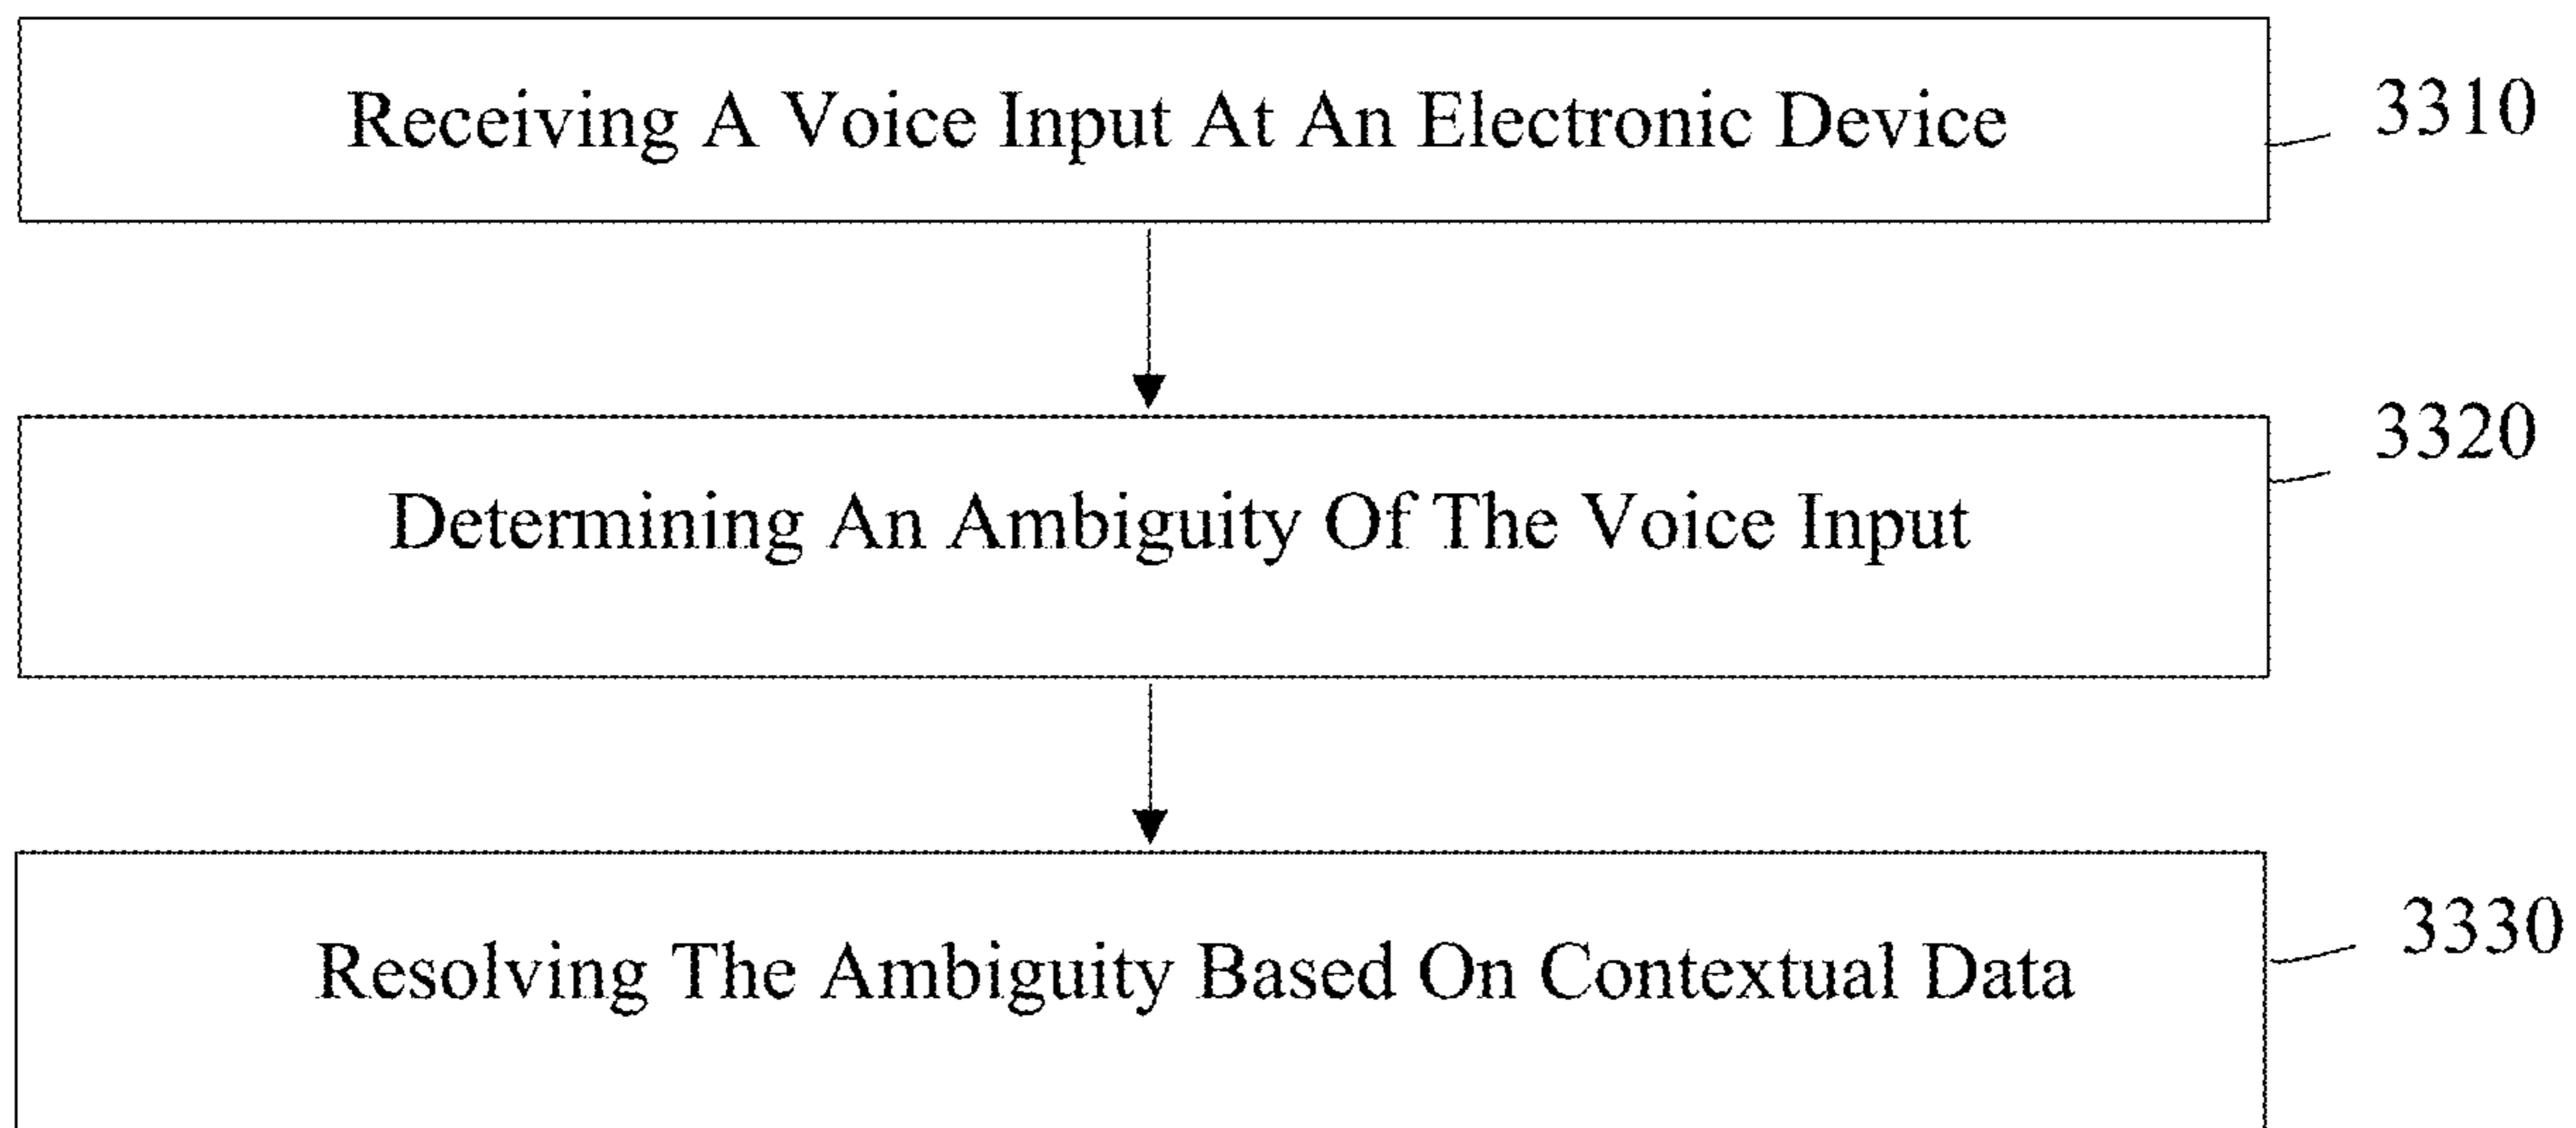 Receiving A Voice Input At An Electronic Device
3310
Determining An Ambiguity Of The Voice Input
3320
Resolving The Ambiguity Based On Contextual Data
3330